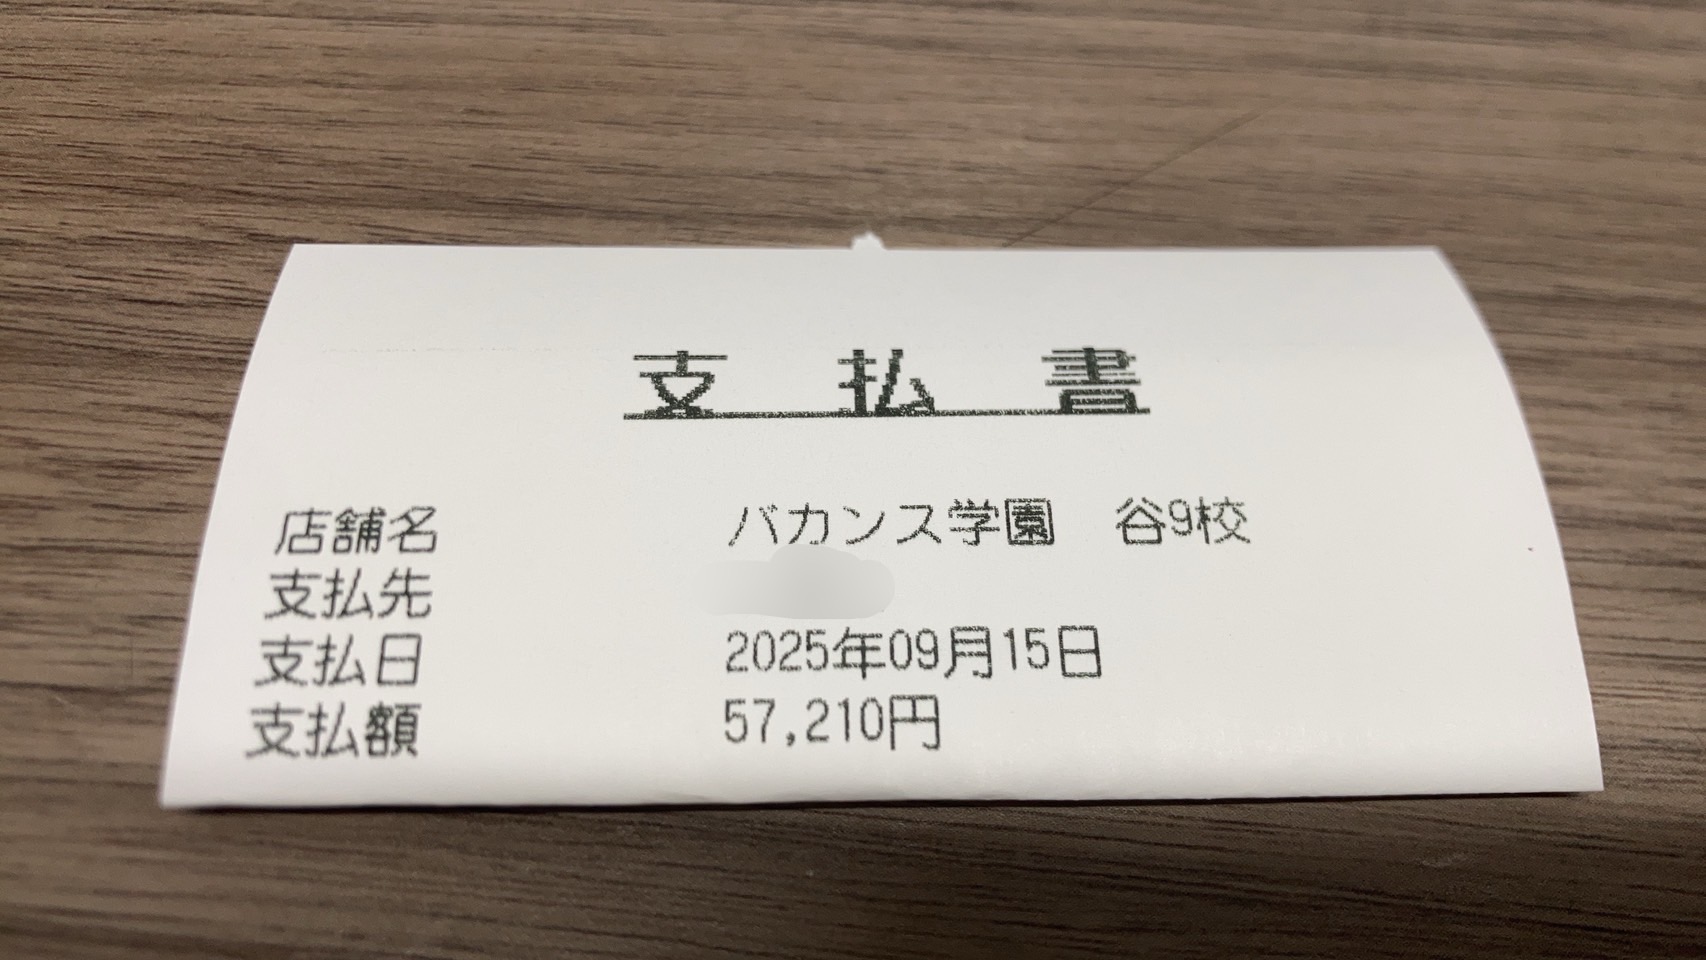 支払書
店舗名 バカンス学園 谷9校
支払先
支払日 2025年09月15日
支払額 57,210円